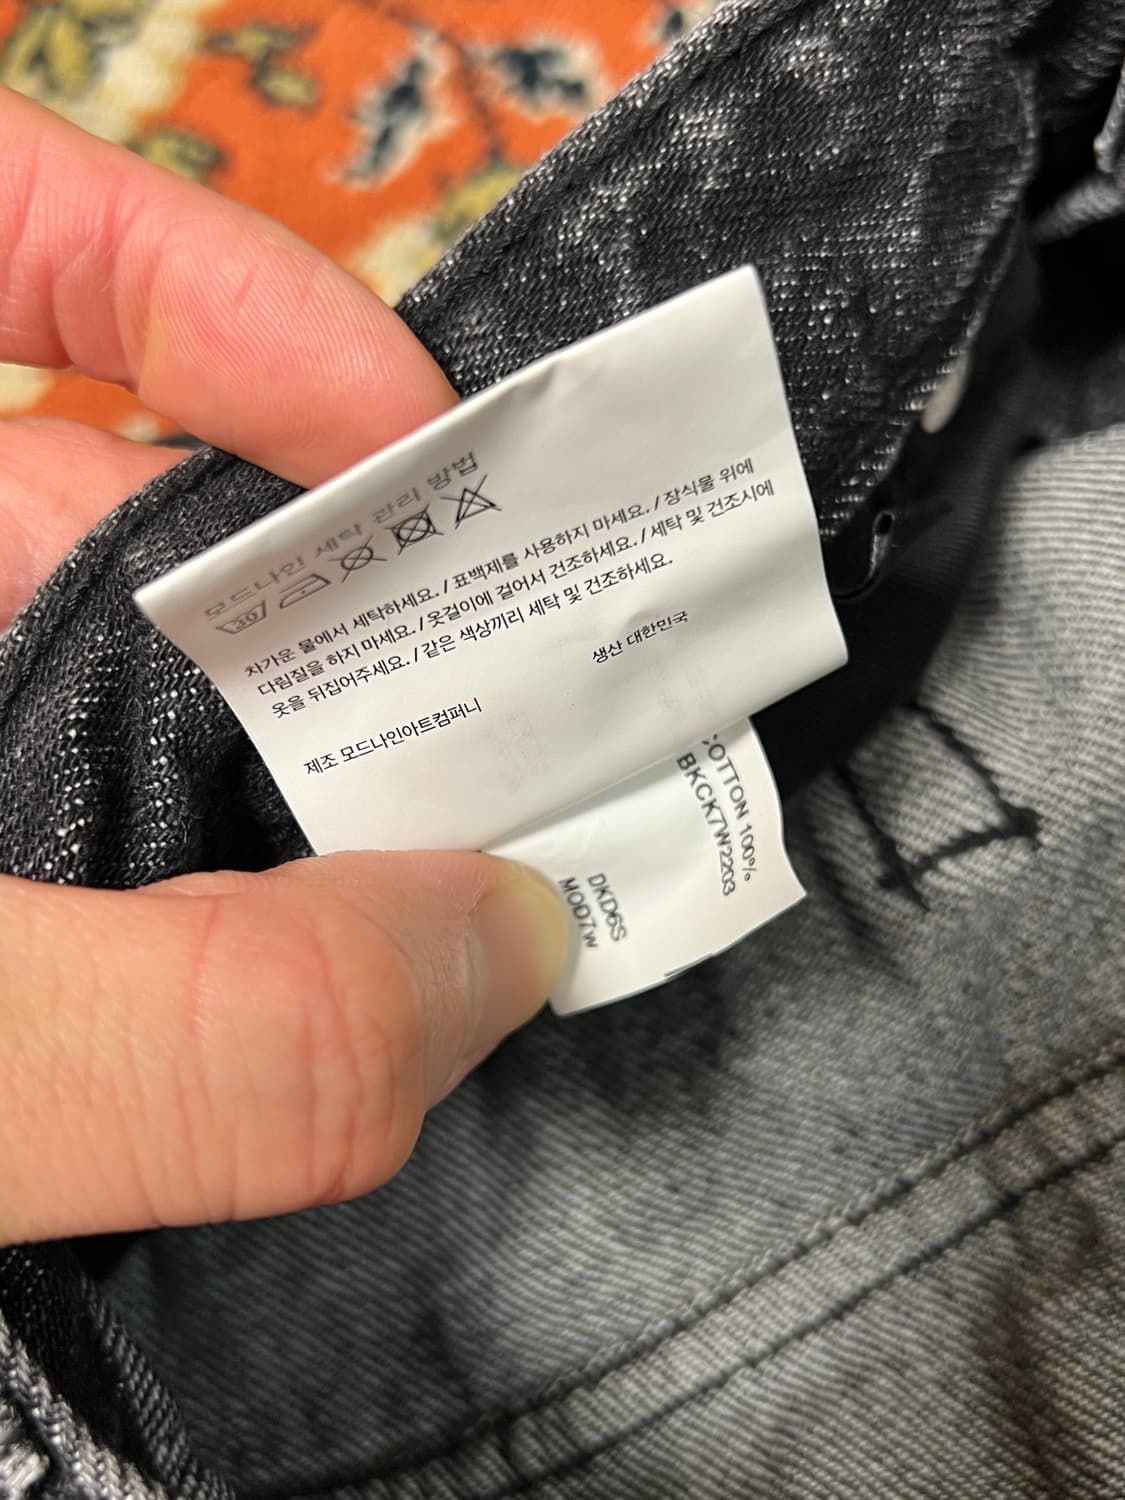 모드나인 세탁 관리 방법
30
차가운 물에서 세탁하세요. / 표백제를 사용하지 마세요. / 장식물 위에
다림질을 하지 마세요. / 옷걸이에 걸어서 건조하세요. / 세탁 및 건조시에
옷을 뒤집어주세요. / 같은 색상끼리 세탁 및 건조하세요.
생산 대한민국
제조 모드나인아트컴퍼니
COTTON 100%
BKCK7W2203
DKD6S
MOD7W